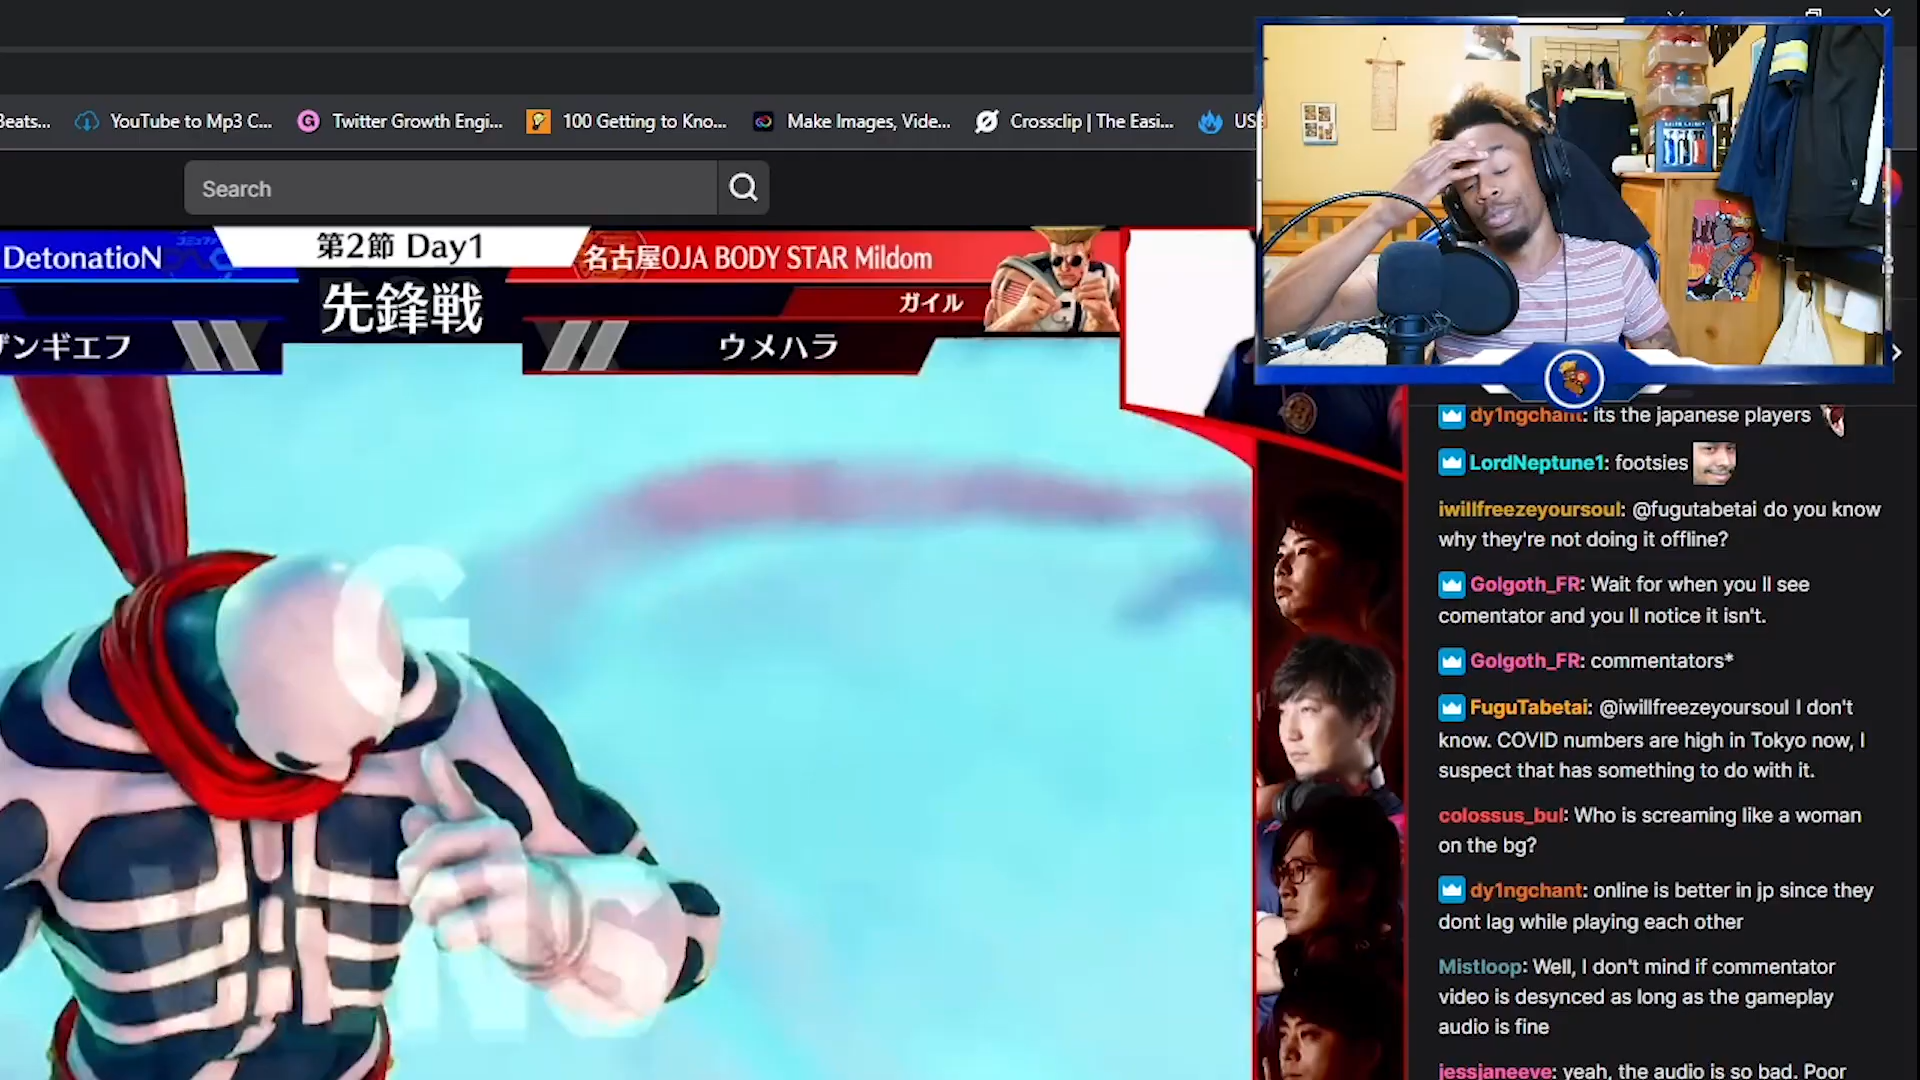 Beats...
YouTube to Mp3 C...
Twitter Growth Engi...
100 Getting to Kno...
Make Images, Vide...
Crossclip | The Easi...
Search
DetonatioN
第2節 Day1
名古屋OJA BODY STAR Mildom
先鋒戦
ガイル
ザンギエフ
ウメハラ
dy1ngchant: its the japanese players
LordNeptune1: footsies
iwillfreezeyoursoul: @fugutabetai do you know
why they're not doing it offline?
Golgoth_FR: Wait for when you ll see
comentator and you ll notice it isn't.
Golgoth_FR: commentators*
FuguTabetai: @iwillfreezeyoursoul I don't
know. COVID numbers are high in Tokyo now, I
suspect that has something to do with it.
colossus_bul: Who is screaming like a woman
on the bg?
dy1ngchant: online is better in jp since they
dont lag while playing each other
Mistloop: Well, I don't mind if commentator
video is desynced as long as the gameplay
audio is fine
jessjaneeve: yeah, the audio is so bad. Poor